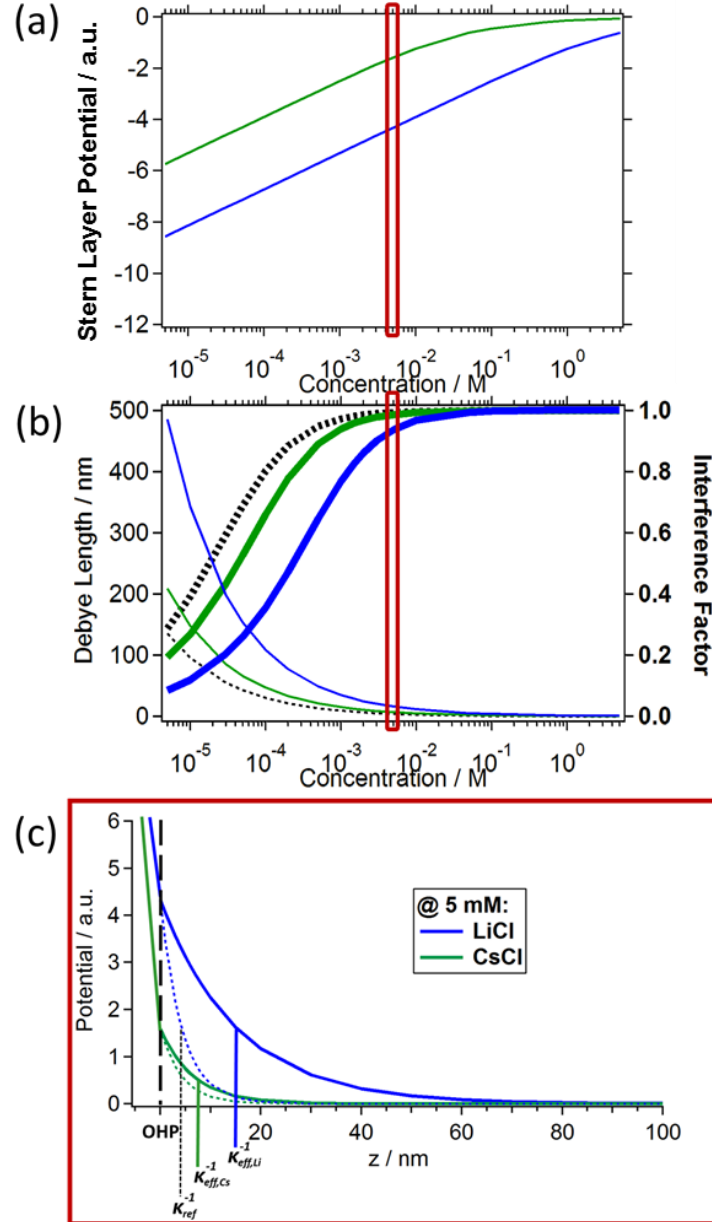 (a)
Stern Layer Potential / a.u.
0
-2
-4
-6
-8
-10
-12
10⁻⁵ 10⁻⁴ 10⁻³ 10⁻² 10⁻¹ 10⁰
Concentration / M
(b)
Debye Length / nm
500
400
300
200
100
0
1.0
0.8
0.6
0.4
0.2
0.0
Interference Factor
10⁻⁵ 10⁻⁴ 10⁻³ 10⁻² 10⁻¹ 10⁰
Concentration / M
(c)
Potential / a.u.
6
5
4
3
2
1
0
@ 5 mM:
LiCl
CsCl
OHP 20 40 60 80 100
z / nm
K⁻¹eff,Li
K⁻¹eff,Cs
K⁻¹ref